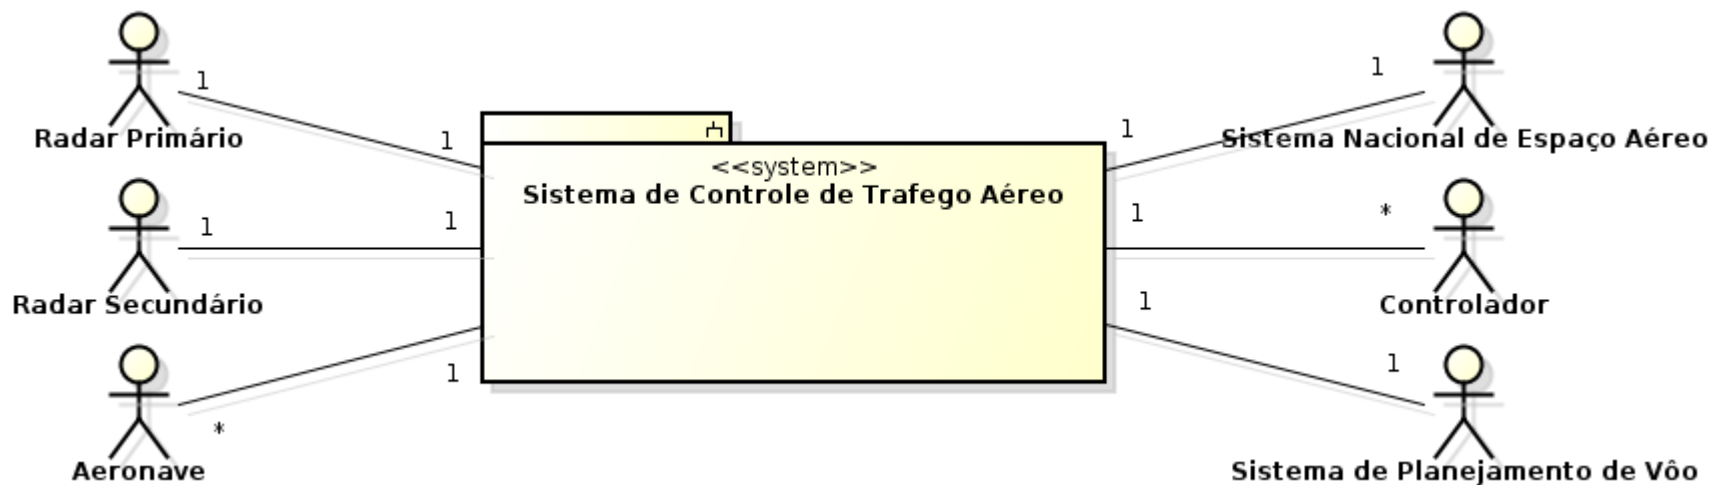 1
Radar Primário
1
1
Radar Secundário
1
*
Aeronave
1
<<system>>
Sistema de Controle de Trafego Aéreo
1
1
Sistema Nacional de Espaço Aéreo
1
*
Controlador
1
1
Sistema de Planejamento de Vôo